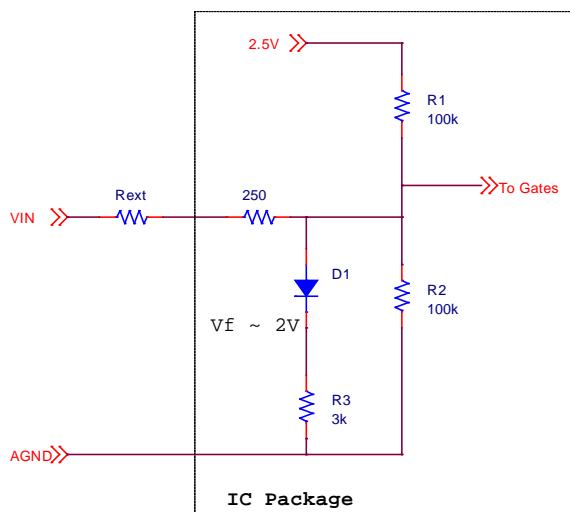 2.5V
R1
100k
To Gates
Rext
250
VIN
D1
R2
100k
Vf ~ 2V
R3
3k
AGND
IC Package